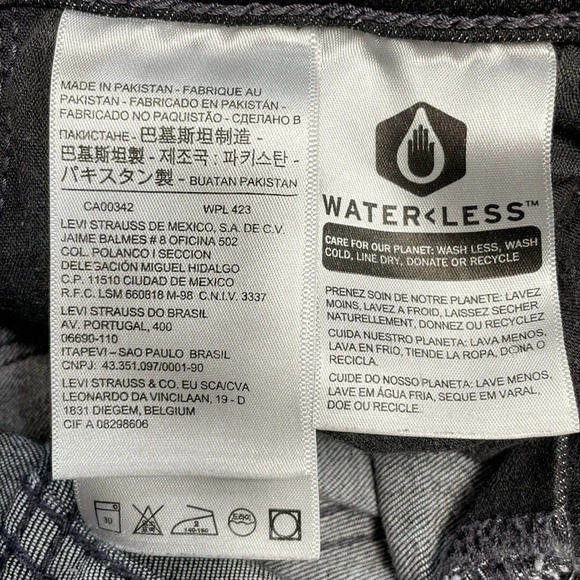 MADE IN PAKISTAN - FABRIQUE AU
PAKISTAN - FABRICADO EN PAKISTÁN -
FABRICADO NO PAQUISTÃO - СДЕЛАНО В
ПАКИСТАНЕ - 巴基斯坦制造 -
巴基斯坦製 - 제조국 : 파키스탄 -
パキスタン製 - BUATAN PAKISTAN
CA00342 WPL 423
LEVI STRAUSS DE MEXICO, S.A. DE C.V.
JAIME BALMES # 8 OFICINA 502
COL. POLANCO I SECCION
DELEGACIÓN MIGUEL HIDALGO
C.P. 11510 CIUDAD DE MEXICO
R.F.C. LSM 660818 M-98 C.N.I.V. 3337
LEVI STRAUSS DO BRASIL
AV. PORTUGAL, 400
06690-110
ITAPEVI – SAO PAULO BRASIL
CNPJ: 43.351.097/0001-90
LEVI STRAUSS & CO. EU SCA/CVA
LEONARDO DA VINCILAAN, 19 - D
1831 DIEGEM, BELGIUM
CIF A 08298606
30
2
140-160
드라이
WATER<LESS™
CARE FOR OUR PLANET: WASH LESS, WASH
COLD, LINE DRY, DONATE OR RECYCLE
PRENEZ SOIN DE NOTRE PLANETE: LAVEZ
MOINS, LAVEZ A FROID, LAISSEZ SECHER
NATURELLEMENT, DONNEZ OU RECYCLEZ
CUIDA NUESTRO PLANETA: LAVA MENOS,
LAVA EN FRIO, TIENDE LA ROPA, DONA O
RECICLA.
CUIDE DO NOSSO PLANETA: LAVE MENOS,
LAVE EM ÁGUA FRIA, SEQUE EM VARAL,
DOE OU RECICLE.